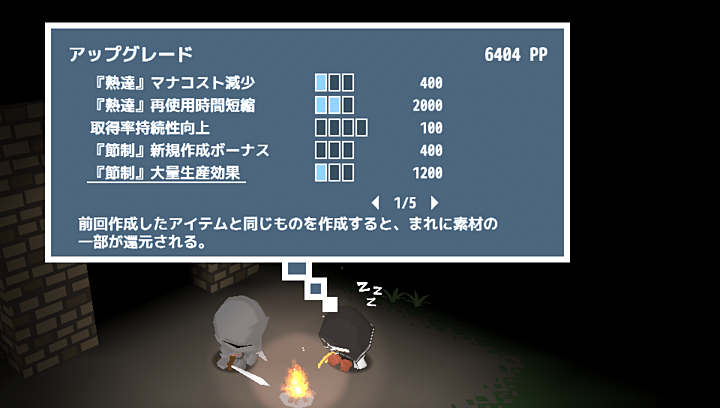 アップグレード 6404 PP
『熟達』マナコスト減少 400
『熟達』再使用時間短縮 2000
取得率持続性向上 100
『節制』新規作成ボーナス 400
『節制』大量生産効果 1200
1/5
前回作成したアイテムと同じものを作成すると、まれに素材の
一部が還元される。
z z z